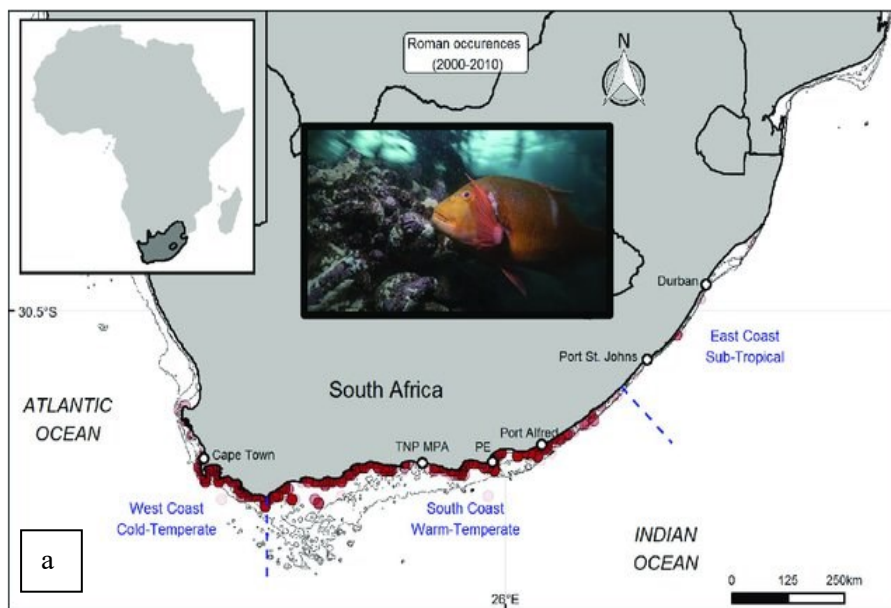 Roman occurences
(2000-2010)
N
Durban
30.5°S
East Coast
Sub-Tropical
Port St. Johns
South Africa
ATLANTIC
OCEAN
Port Alfred
TNP MPA
PE
Cape Town
West Coast
Cold-Temperate
South Coast
Warm-Temperate
INDIAN
OCEAN
a
0 125 250km
26°E